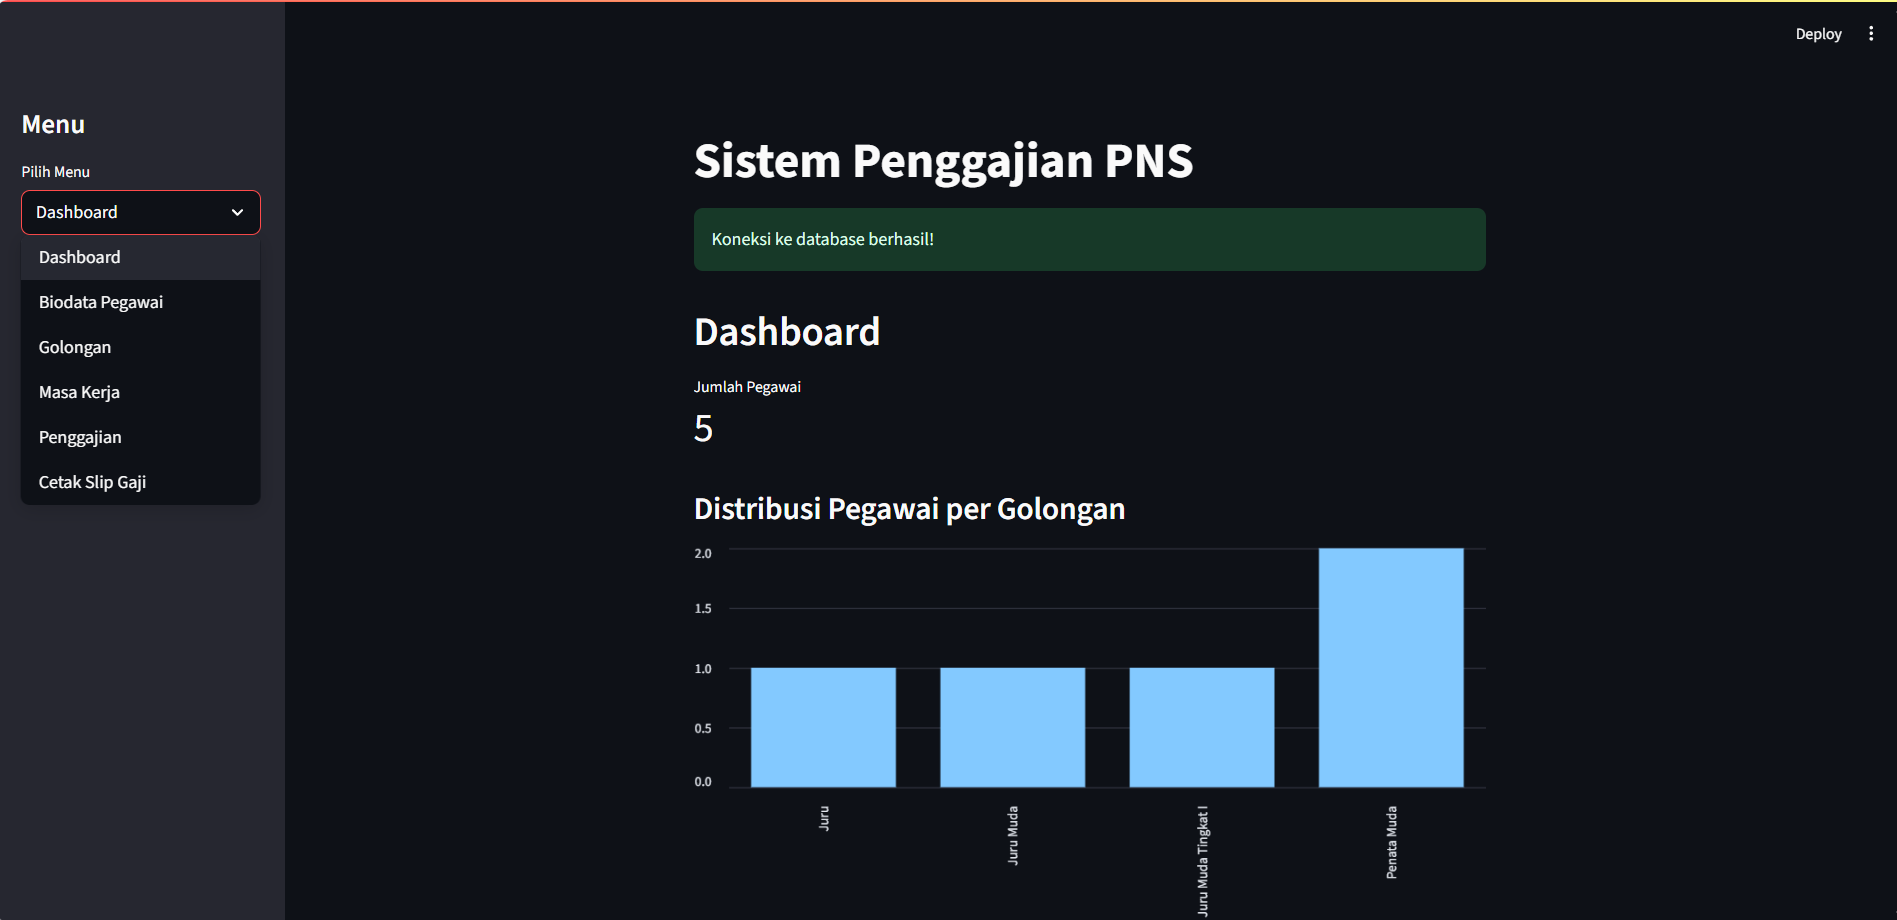 Deploy
Menu
Pilih Menu
Dashboard
Dashboard
Biodata Pegawai
Golongan
Masa Kerja
Penggajian
Cetak Slip Gaji
Sistem Penggajian PNS
Koneksi ke database berhasil!
Dashboard
Jumlah Pegawai
5
Distribusi Pegawai per Golongan
2.0
1.5
1.0
0.5
0.0
Juru
Juru Muda
Juru Muda Tingkat I
Penata Muda